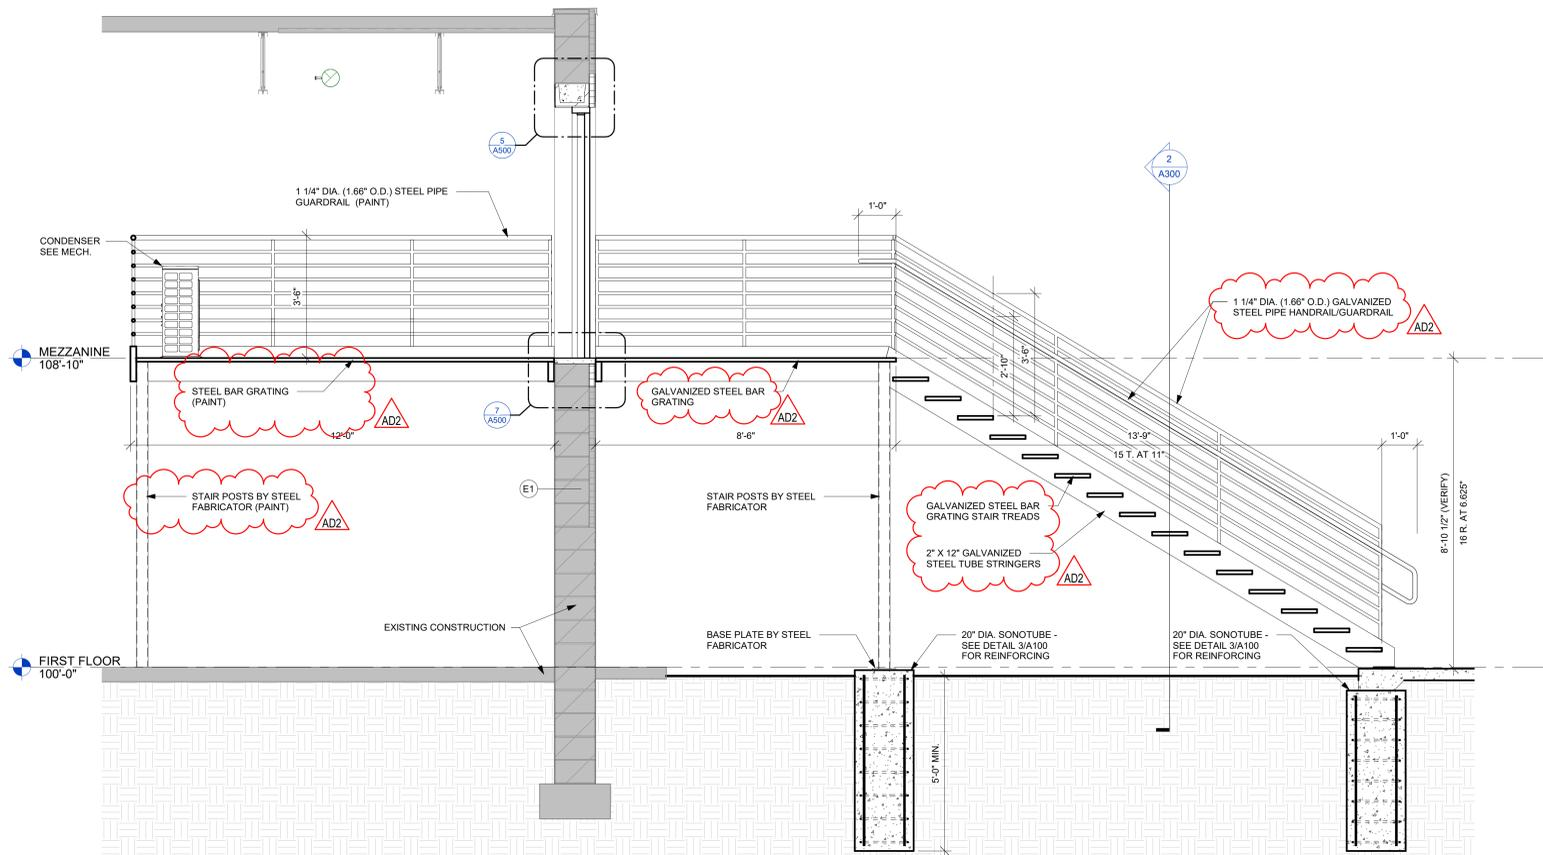 5
A500
2
A300
1 1/4" DIA. (1.66" O.D.) STEEL PIPE
GUARDRAIL (PAINT)
1'-0"
CONDENSER
SEE MECH.
3'-6"
1 1/4" DIA. (1.66" O.D.) GALVANIZED
STEEL PIPE HANDRAIL/GUARDRAIL
AD2
MEZZANINE
108'-10"
2'-10"
3'-6"
STEEL BAR GRATING
(PAINT)
AD2
7
A500
GALVANIZED STEEL BAR
GRATING
AD2
12'-0"
8'-6"
13'-9"
15 T. AT 11"
1'-0"
STAIR POSTS BY STEEL
FABRICATOR (PAINT)
AD2
E1
STAIR POSTS BY STEEL
FABRICATOR
GALVANIZED STEEL BAR
GRATING STAIR TREADS
2" X 12" GALVANIZED
STEEL TUBE STRINGERS
AD2
8'-10 1/2" (VERIFY)
16 R. AT 6.625"
EXISTING CONSTRUCTION
BASE PLATE BY STEEL
FABRICATOR
20" DIA. SONOTUBE -
SEE DETAIL 3/A100
FOR REINFORCING
20" DIA. SONOTUBE -
SEE DETAIL 3/A100
FOR REINFORCING
FIRST FLOOR
100'-0"
5'-0" MIN.